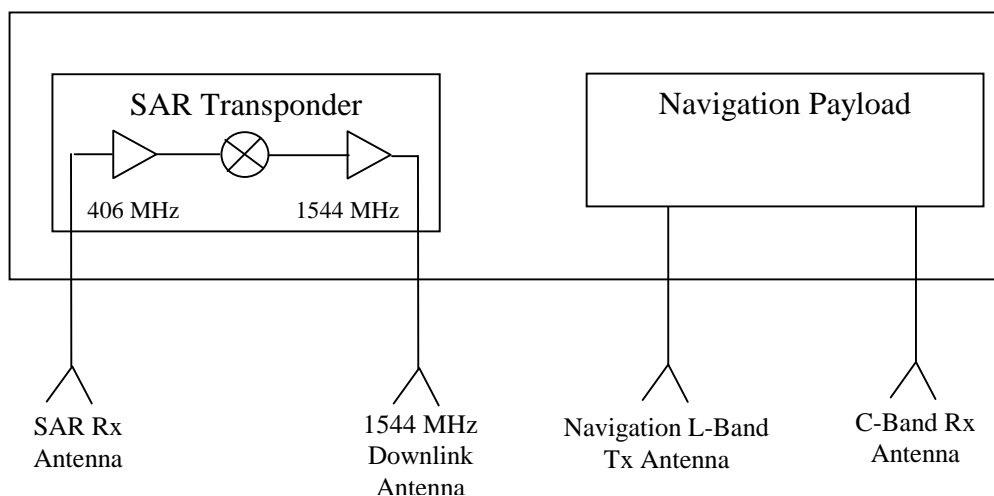 SAR Transponder
406 MHz
1544 MHz
Navigation Payload
SAR Rx
Antenna
1544 MHz
Downlink
Antenna
Navigation L-Band
Tx Antenna
C-Band Rx
Antenna